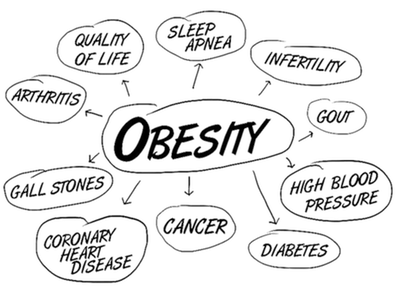 QUALITY
OF LIFE
SLEEP
APNEA
INFERTILITY
ARTHRITIS
OBESITY
GOUT
GALL STONES
HIGH BLOOD
PRESSURE
CORONARY
HEART
DISEASE
CANCER
DIABETES